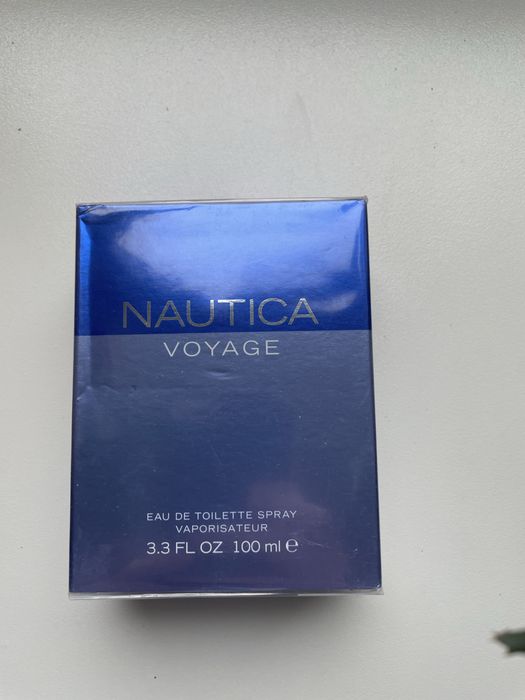 NAUTICA
VOYAGE
EAU DE TOILETTE SPRAY
VAPORISATEUR
3.3 FL OZ 100 ml ℮